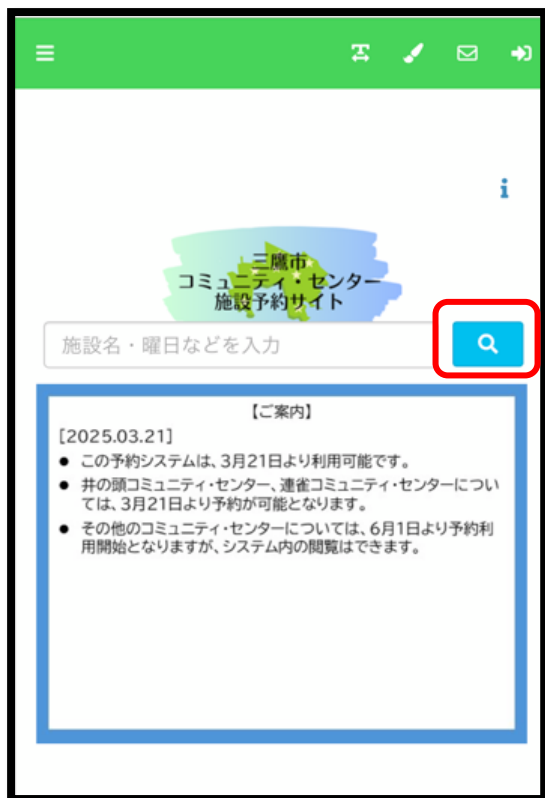 三鷹市
コミュニティ・センター
施設予約サイト
施設名・曜日などを入力
【ご案内】
[2025.03.21]
● この予約システムは、3月21日より利用可能です。
● 井の頭コミュニティ・センター、連雀コミュニティ・センターについ
ては、3月21日より予約が可能となります。
● その他のコミュニティ・センターについては、6月1日より予約利
用開始となりますが、システム内の閲覧はできます。